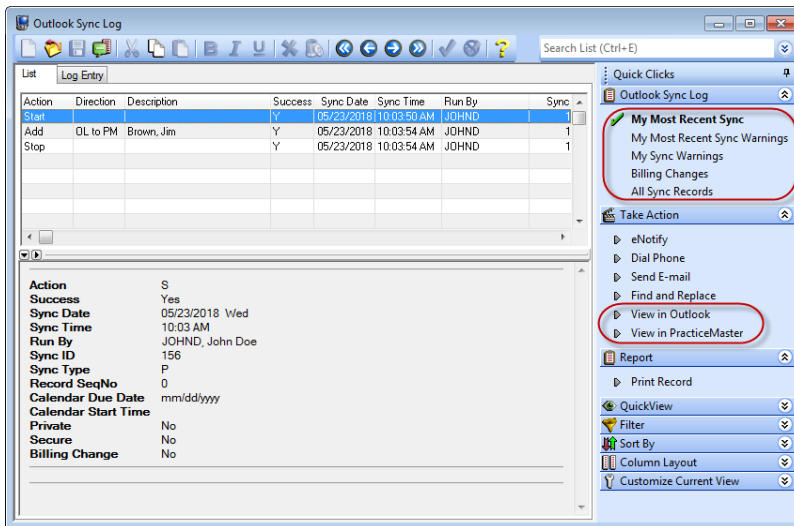 Outlook Sync Log
B I U
Search List (Ctrl+E)
List Log Entry
Action Direction Description Success Sync Date Sync Time Run By Sync
Start Y 05/23/2018 10:03:50 AM JOHND 1
Add OL to PM Brown, Jim Y 05/23/2018 10:03:54 AM JOHND 1
Stop Y 05/23/2018 10:03:54 AM JOHND 1
Action S
Success Yes
Sync Date 05/23/2018 Wed
Sync Time 10:03 AM
Run By JOHND, John Doe
Sync ID 156
Sync Type P
Record SeqNo 0
Calendar Due Date mm/dd/yyyy
Calendar Start Time
Private No
Secure No
Billing Change No
Quick Clicks
Outlook Sync Log
My Most Recent Sync
My Most Recent Sync Warnings
My Sync Warnings
Billing Changes
All Sync Records
Take Action
eNotify
Dial Phone
Send E-mail
Find and Replace
View in Outlook
View in PracticeMaster
Report
Print Record
QuickView
Filter
Sort By
Column Layout
Customize Current View